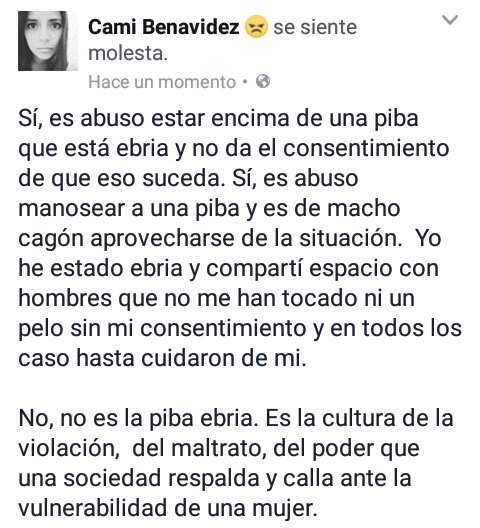 Cami Benavidez 😠 se siente
molesta.
Hace un momento •
Sí, es abuso estar encima de una piba
que está ebria y no da el consentimiento
de que eso suceda. Sí, es abuso
manosear a una piba y es de macho
cagón aprovecharse de la situación.  Yo
he estado ebria y compartí espacio con
hombres que no me han tocado ni un
pelo sin mi consentimiento y en todos los
caso hasta cuidaron de mi.
No, no es la piba ebria. Es la cultura de la
violación,  del maltrato, del poder que
una sociedad respalda y calla ante la
vulnerabilidad de una mujer.